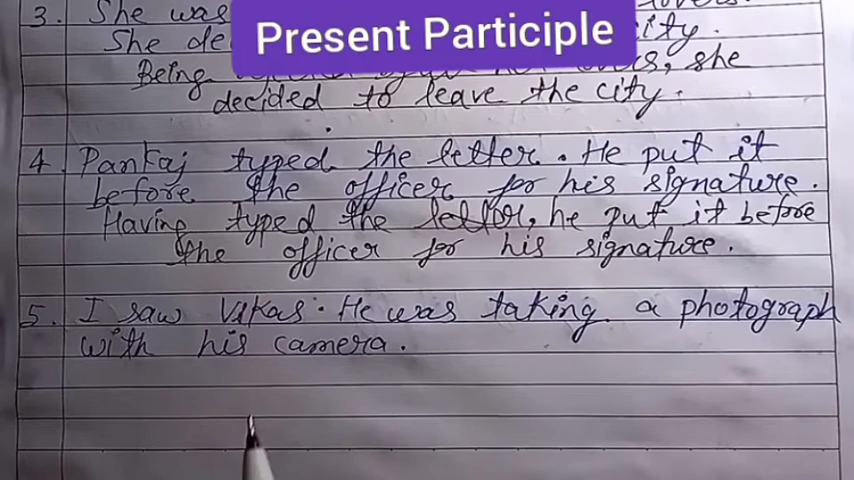 3. She was
Present Participle
She de city.
Being she
decided to leave the city.
4. Pankaj typed the letter. He put it
before the officer for his signature.
Having typed the letter, he put it before
the officer for his signature.
5. I saw Vikas. He was taking a photograph
with his camera.